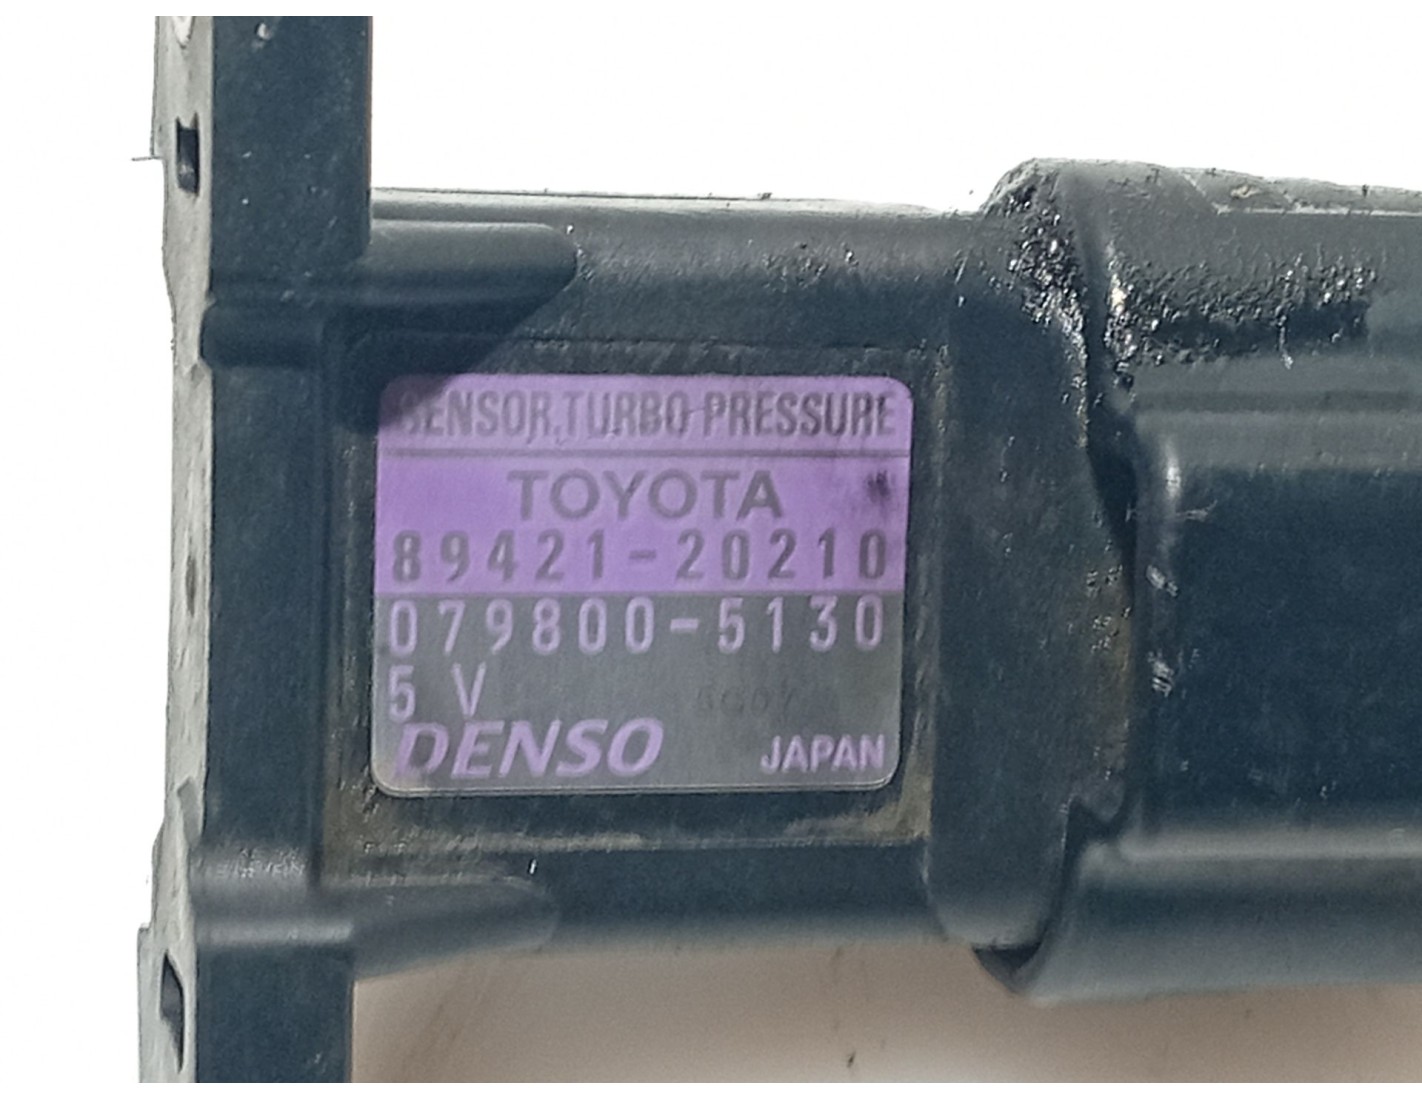 SENSOR,TURBO PRESSURE
TOYOTA
89421-20210
079800-5130
5 V
DENSO JAPAN